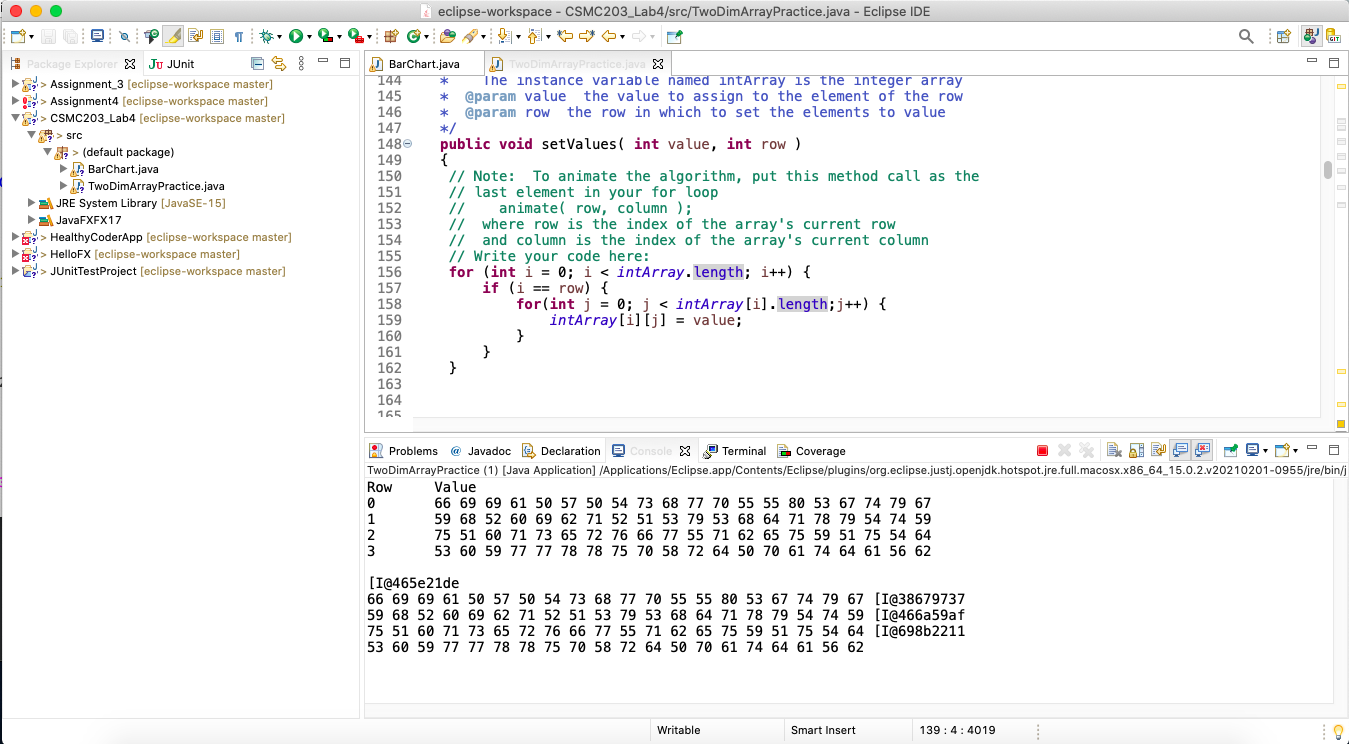 eclipse-workspace - CSMC203_Lab4/src/TwoDimArrayPractice.java - Eclipse IDE
Package Explorer JUnit
Assignment_3 [eclipse-workspace master]
> Assignment4 [eclipse-workspace master]
> CSMC203_Lab4 [eclipse-workspace master]
> src
> (default package)
BarChart.java
TwoDimArrayPractice.java
JRE System Library [JavaSE-15]
JavaFXFX17
> HealthyCoderApp [eclipse-workspace master]
> HelloFX [eclipse-workspace master]
> JUnitTestProject [eclipse-workspace master]
BarChart.java TwoDimArrayPractice.java
144 * The instance variable named intArray is the integer array
145 * @param value the value to assign to the element of the row
146 * @param row the row in which to set the elements to value
147 */
148 public void setValues( int value, int row )
149 {
150 // Note: To animate the algorithm, put this method call as the
151 // last element in your for loop
152 // animate( row, column );
153 // where row is the index of the array's current row
154 // and column is the index of the array's current column
155 // Write your code here:
156 for (int i = 0; i < intArray.length; i++) {
157 if (i == row) {
158 for(int j = 0; j < intArray[i].length;j++) {
159 intArray[i][j] = value;
160 }
161 }
162 }
163
164
165
Problems @ Javadoc Declaration Console Terminal Coverage
TwoDimArrayPractice (1) [Java Application] /Applications/Eclipse.app/Contents/Eclipse/plugins/org.eclipse.justj.openjdk.hotspot.jre.full.macosx.x86_64_15.0.2.v20210201-0955/jre/bin/j
Row Value
0 66 69 69 61 50 57 50 54 73 68 77 70 55 55 80 53 67 74 79 67
1 59 68 52 60 69 62 71 52 51 53 79 53 68 64 71 78 79 54 74 59
2 75 51 60 71 73 65 72 76 66 77 55 71 62 65 75 59 51 75 54 64
3 53 60 59 77 77 78 78 75 70 58 72 64 50 70 61 74 64 61 56 62
[I@465e21de
66 69 69 61 50 57 50 54 73 68 77 70 55 55 80 53 67 74 79 67 [I@38679737
59 68 52 60 69 62 71 52 51 53 79 53 68 64 71 78 79 54 74 59 [I@466a59af
75 51 60 71 73 65 72 76 66 77 55 71 62 65 75 59 51 75 54 64 [I@698b2211
53 60 59 77 77 78 78 75 70 58 72 64 50 70 61 74 64 61 56 62
Writable Smart Insert 139 : 4 : 4019